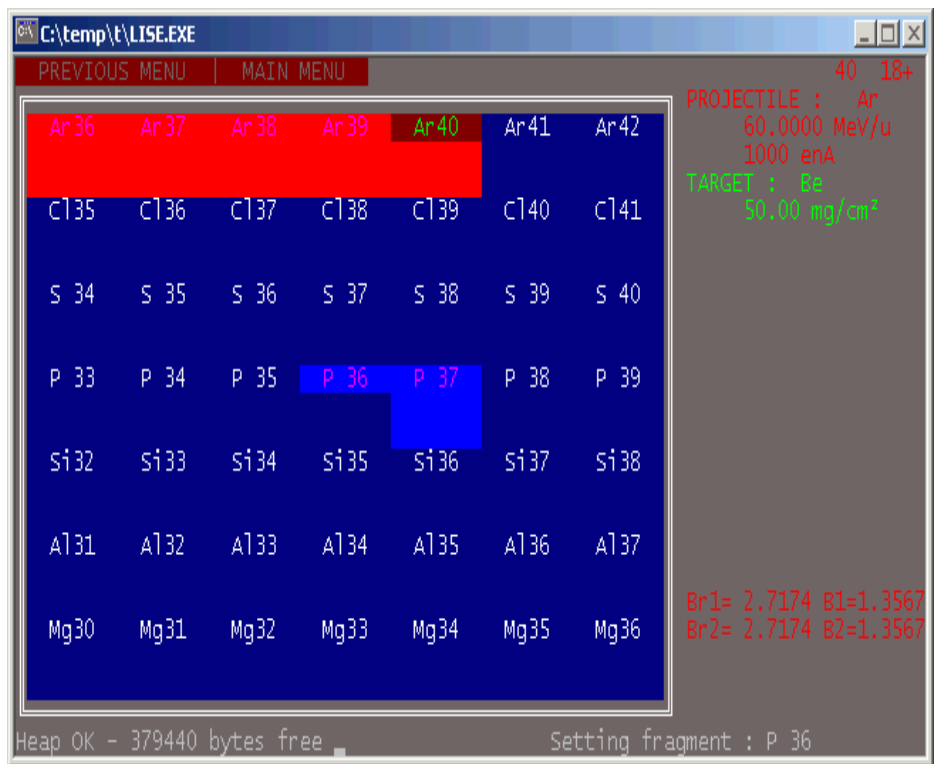 C:\temp\t\LISE.EXE
PREVIOUS MENU | MAIN MENU
40 18+
PROJECTILE : Ar
60.0000 MeV/u
1000 enA
TARGET : Be
50.00 mg/cm²
Ar36 Ar37 Ar38 Ar39 Ar40 Ar41 Ar42
Cl35 Cl36 Cl37 Cl38 Cl39 Cl40 Cl41
S 34 S 35 S 36 S 37 S 38 S 39 S 40
P 33 P 34 P 35 P 36 P 37 P 38 P 39
Si32 Si33 Si34 Si35 Si36 Si37 Si38
Al31 Al32 Al33 Al34 Al35 Al36 Al37
Mg30 Mg31 Mg32 Mg33 Mg34 Mg35 Mg36
Br1= 2.7174 B1=1.3567
Br2= 2.7174 B2=1.3567
Heap OK - 379440 bytes free _ Setting fragment : P 36